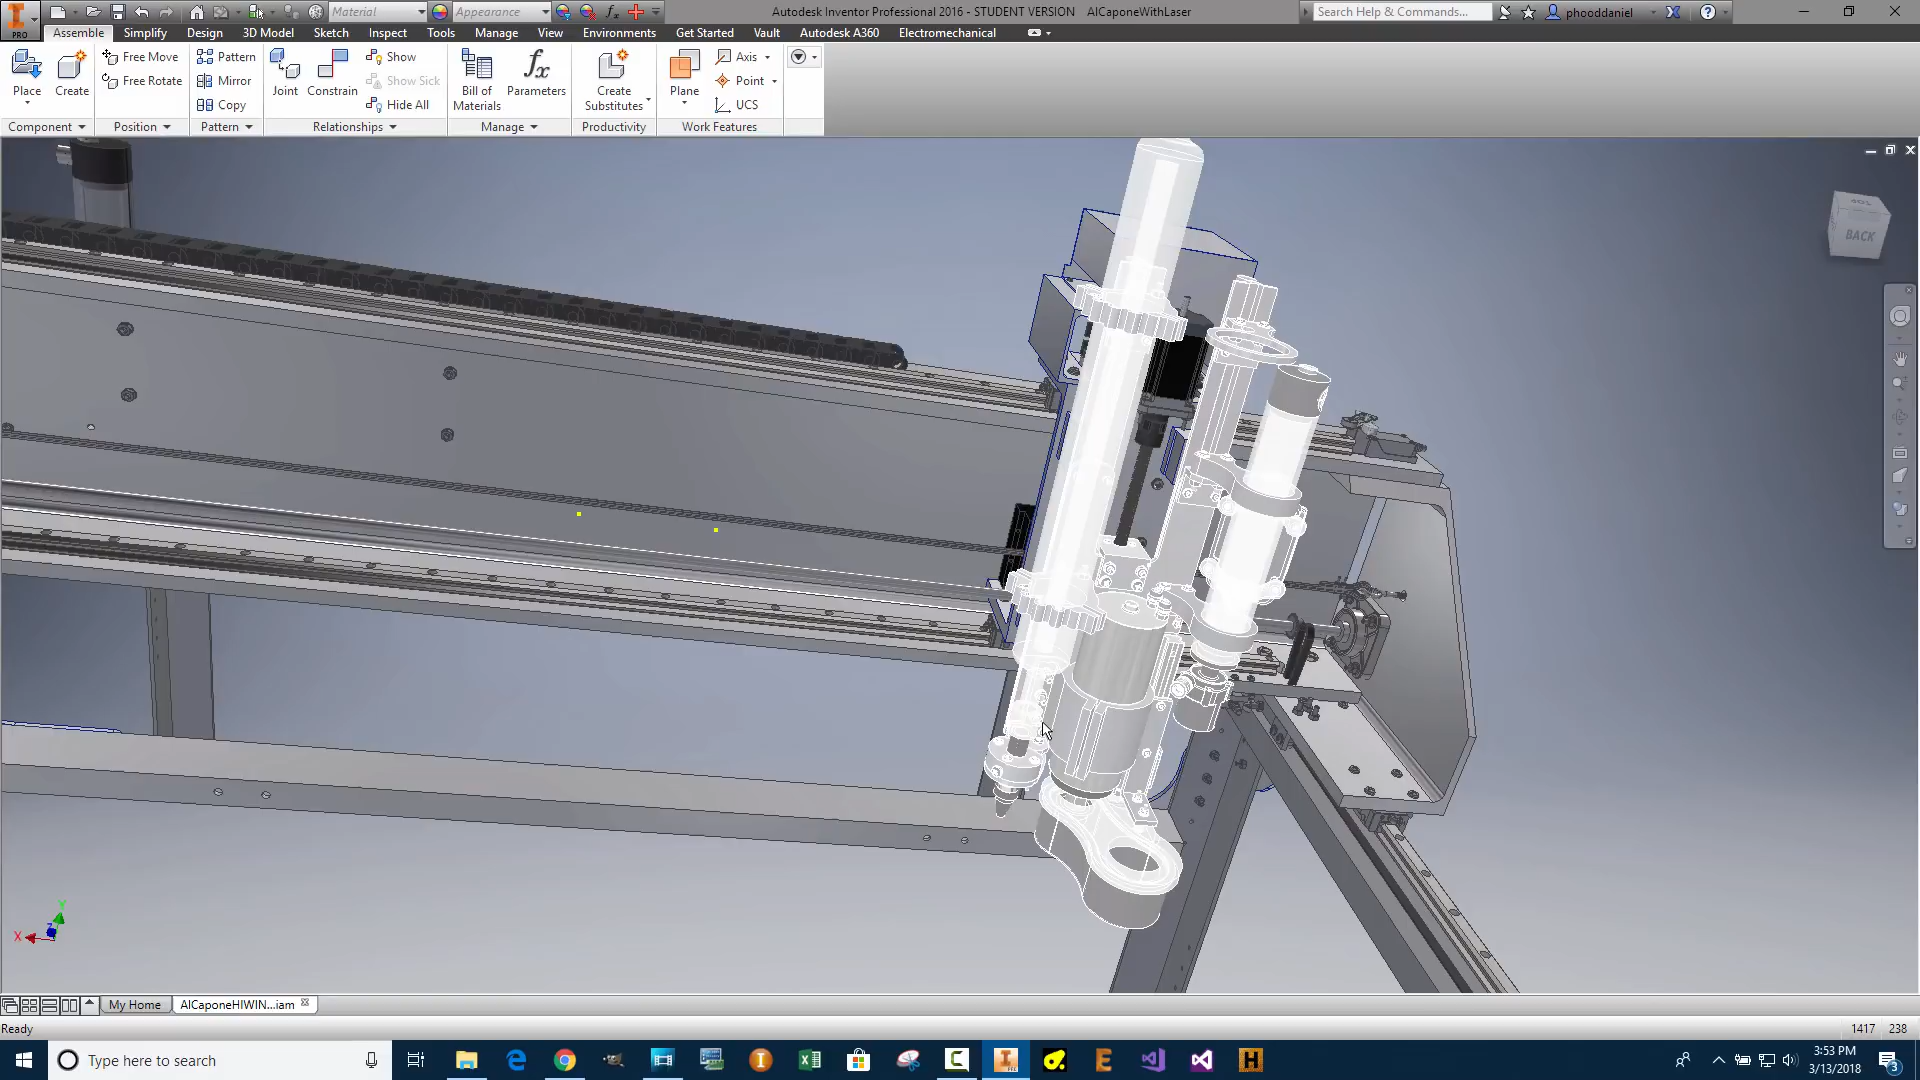 Material
Appearance
Autodesk Inventor Professional 2016 - STUDENT VERSION   AlCaponeWithLaser
Search Help & Commands...
phooddaniel
PRO
Assemble Simplify Design 3D Model Sketch Inspect Tools Manage View Environments Get Started Vault Autodesk A360 Electromechanical
Place
Create
Free Move
Free Rotate
Pattern
Mirror
Copy
Joint
Constrain
Show
Show Sick
Hide All
Bill of
Materials
Parameters
Create
Substitutes
Plane
Axis
Point
UCS
Component Position Pattern Relationships Manage Productivity Work Features
BACK
Y
X
Z
My Home
AlCaponeHIWIN...iam
Ready
1417 238
Type here to search
3:53 PM
3/13/2018
3